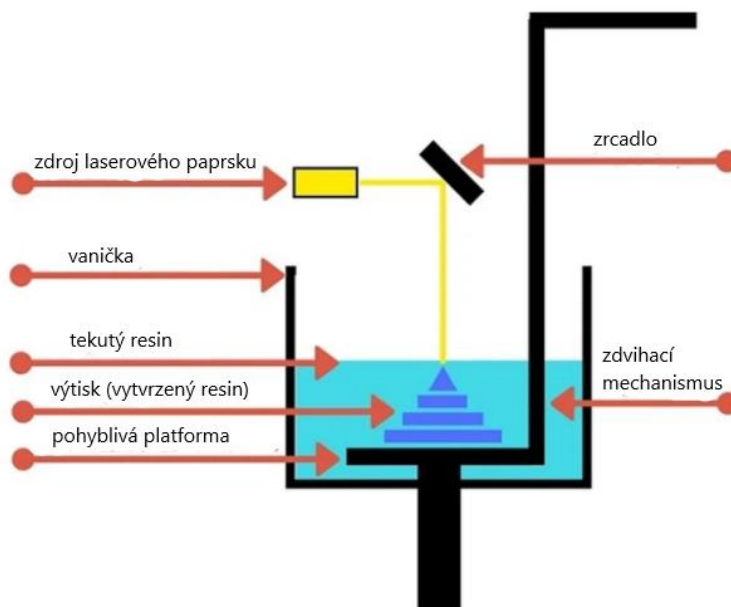 zrcadlo
zdroj laserového paprsku
vanička
tekutý resin
zdvihací
mechanismus
výtisk (vytvrzený resin)
pohyblivá platforma